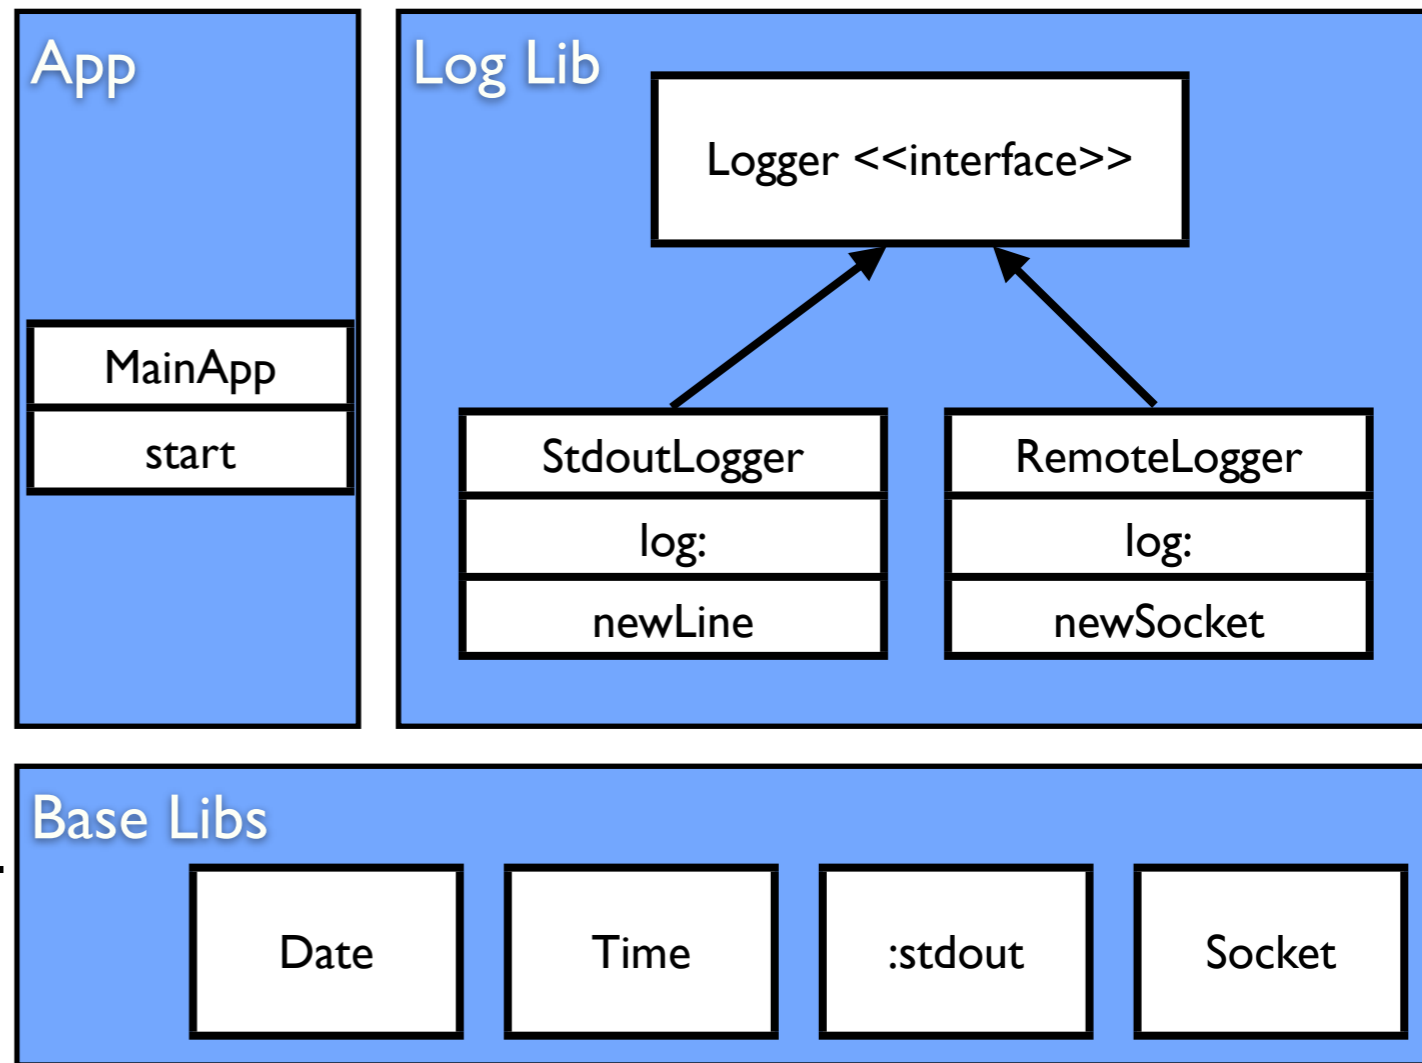 App
MainApp
start
Log Lib
Logger <<interface>>
StdoutLogger
log:
newLine
RemoteLogger
log:
newSocket
Base Libs
Date
Time
:stdout
Socket